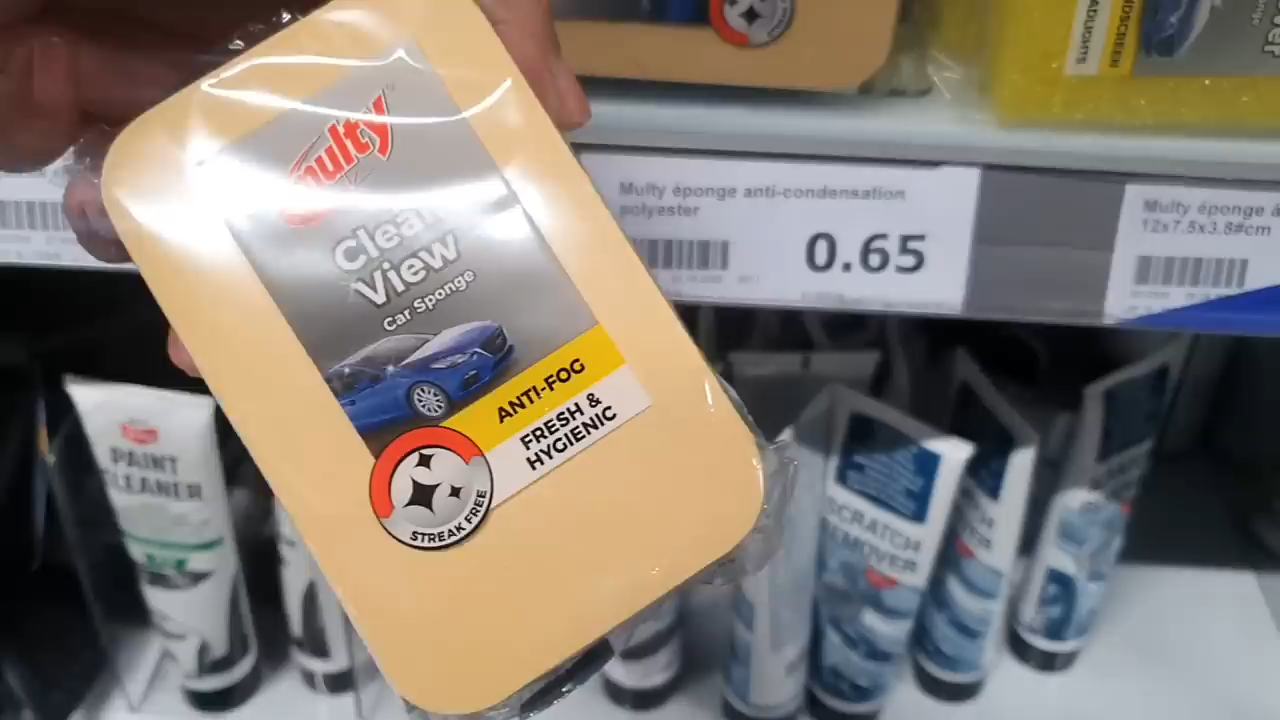 Multy
Clear
View
Car Sponge
ANTI-FOG
FRESH &
HYGIENIC
STREAK FREE
Multy éponge anti-condensation
polyester
0.65
Multy éponge
12x7.5x3.8#cm
PAINT
CLEANER
SCRATCH
REMOVER